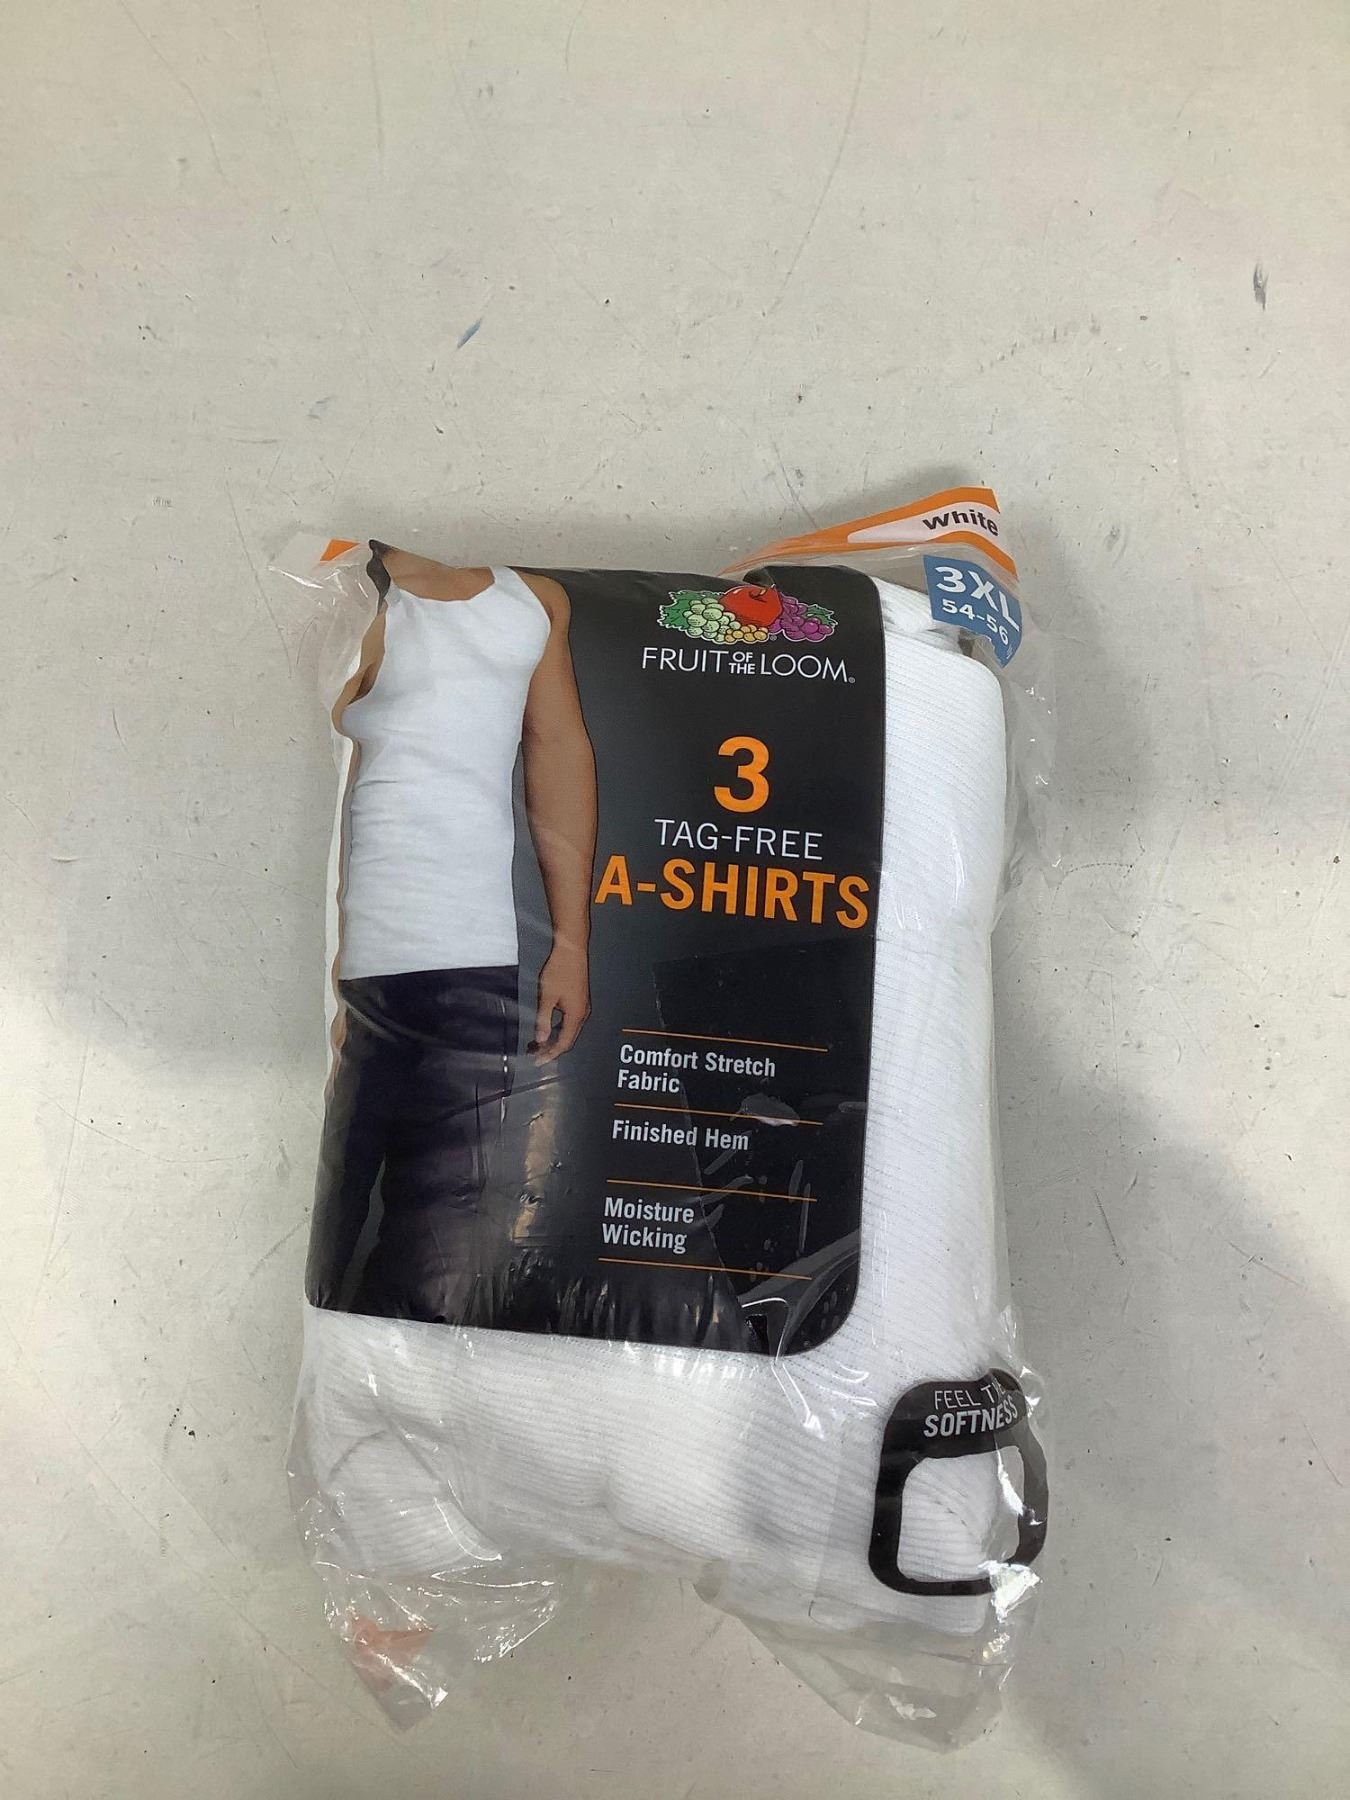 White
3XL
54-56
FRUIT OF THE LOOM®
3
TAG-FREE
A-SHIRTS
Comfort Stretch
Fabric
Finished Hem
Moisture
Wicking
FEEL
SOFTNESS